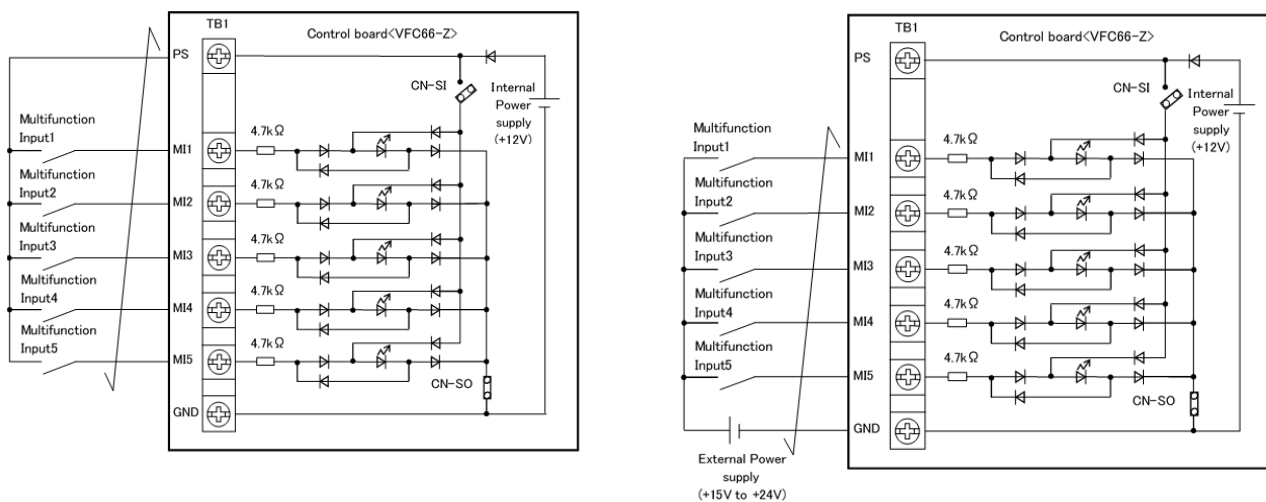 TB1
Control board<VFC66-Z>
PS
CN-SI
Internal
Power
supply
(+12V)
Multifunction
Input1
4.7kΩ
MI1
Multifunction
Input2
4.7kΩ
MI2
Multifunction
Input3
4.7kΩ
MI3
Multifunction
Input4
4.7kΩ
MI4
Multifunction
Input5
4.7kΩ
MI5
CN-SO
GND
TB1
Control board<VFC66-Z>
PS
CN-SI
Internal
Power
supply
(+12V)
Multifunction
Input1
4.7kΩ
MI1
Multifunction
Input2
4.7kΩ
MI2
Multifunction
Input3
4.7kΩ
MI3
Multifunction
Input4
4.7kΩ
MI4
Multifunction
Input5
4.7kΩ
MI5
CN-SO
GND
External Power
supply
(+15V to +24V)